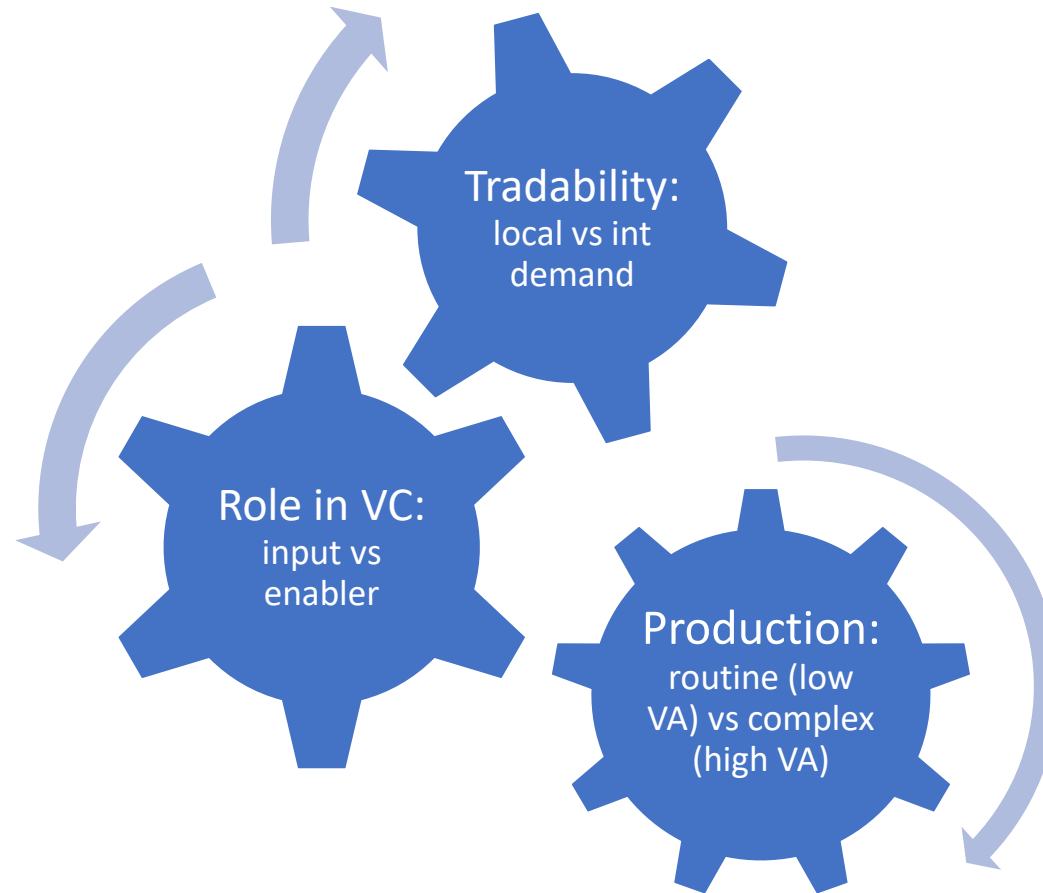 Tradability:
local vs int
demand
Role in VC:
input vs
enabler
Production:
routine (low
VA) vs complex
(high VA)